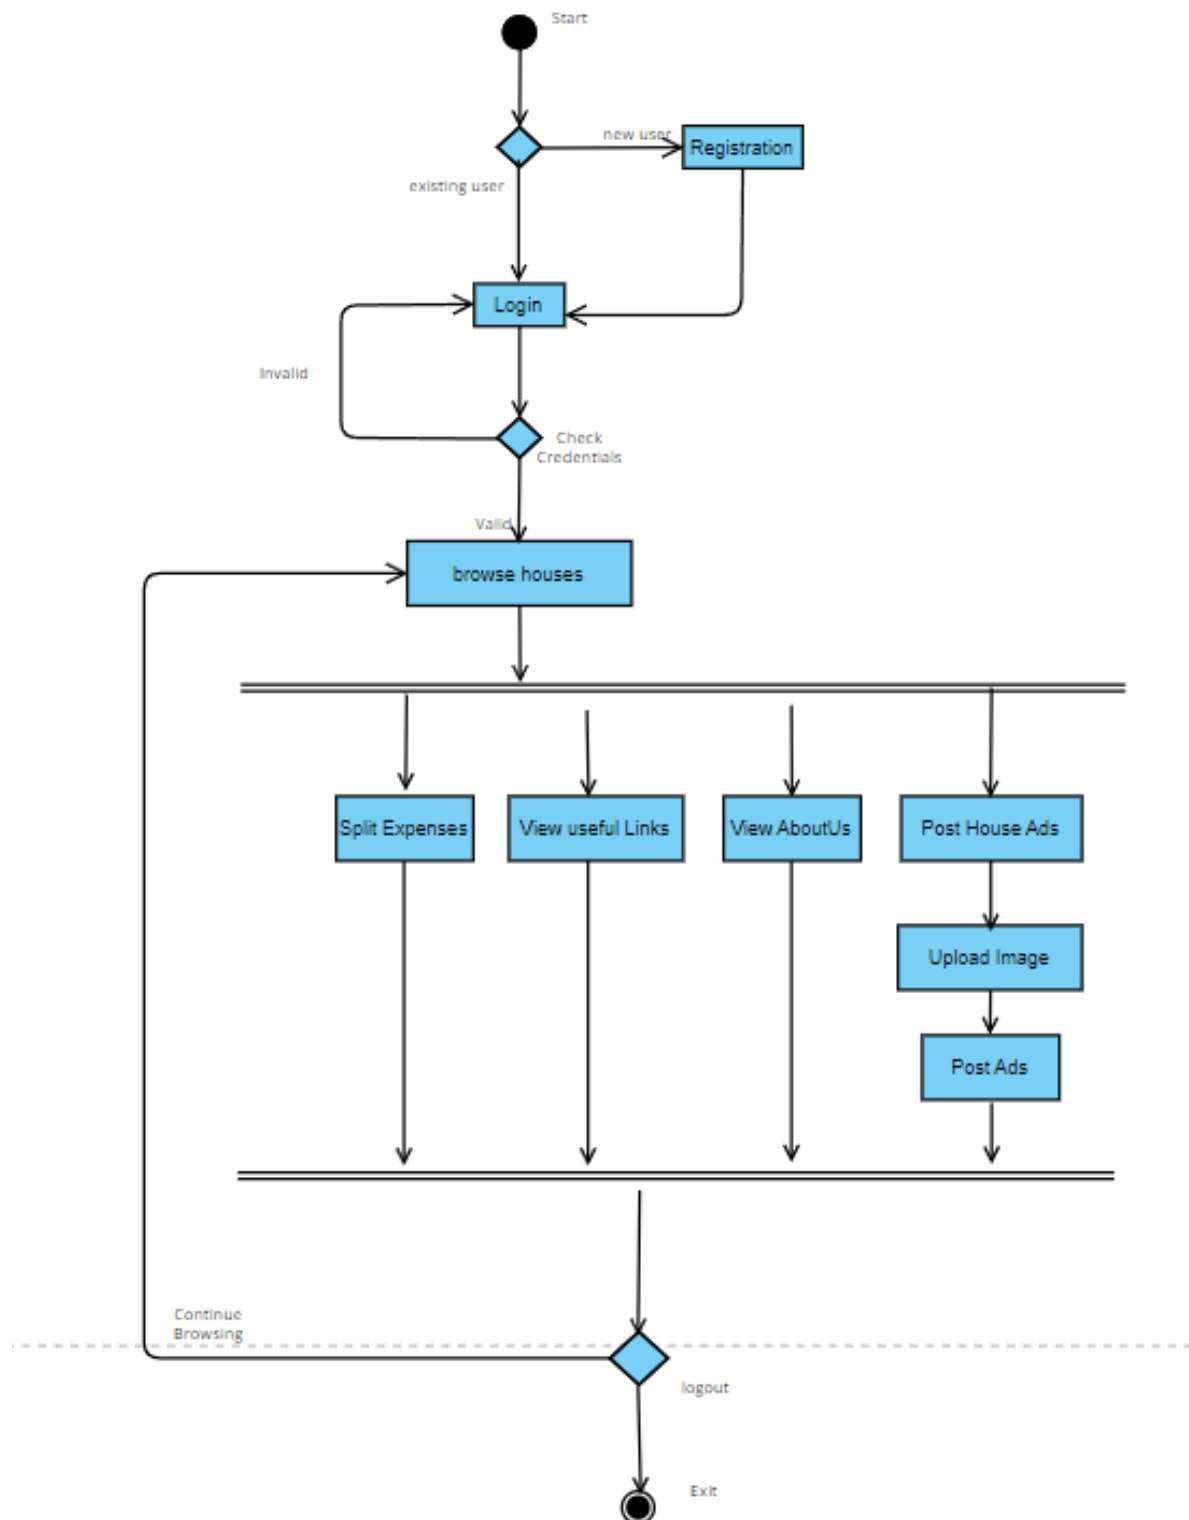 Start
new user
Registration
existing user
Login
Invalid
Check
Credentials
Valid
browse houses
Split Expenses
View useful Links
View AboutUs
Post House Ads
Upload Image
Post Ads
Continue
Browsing
logout
Exit